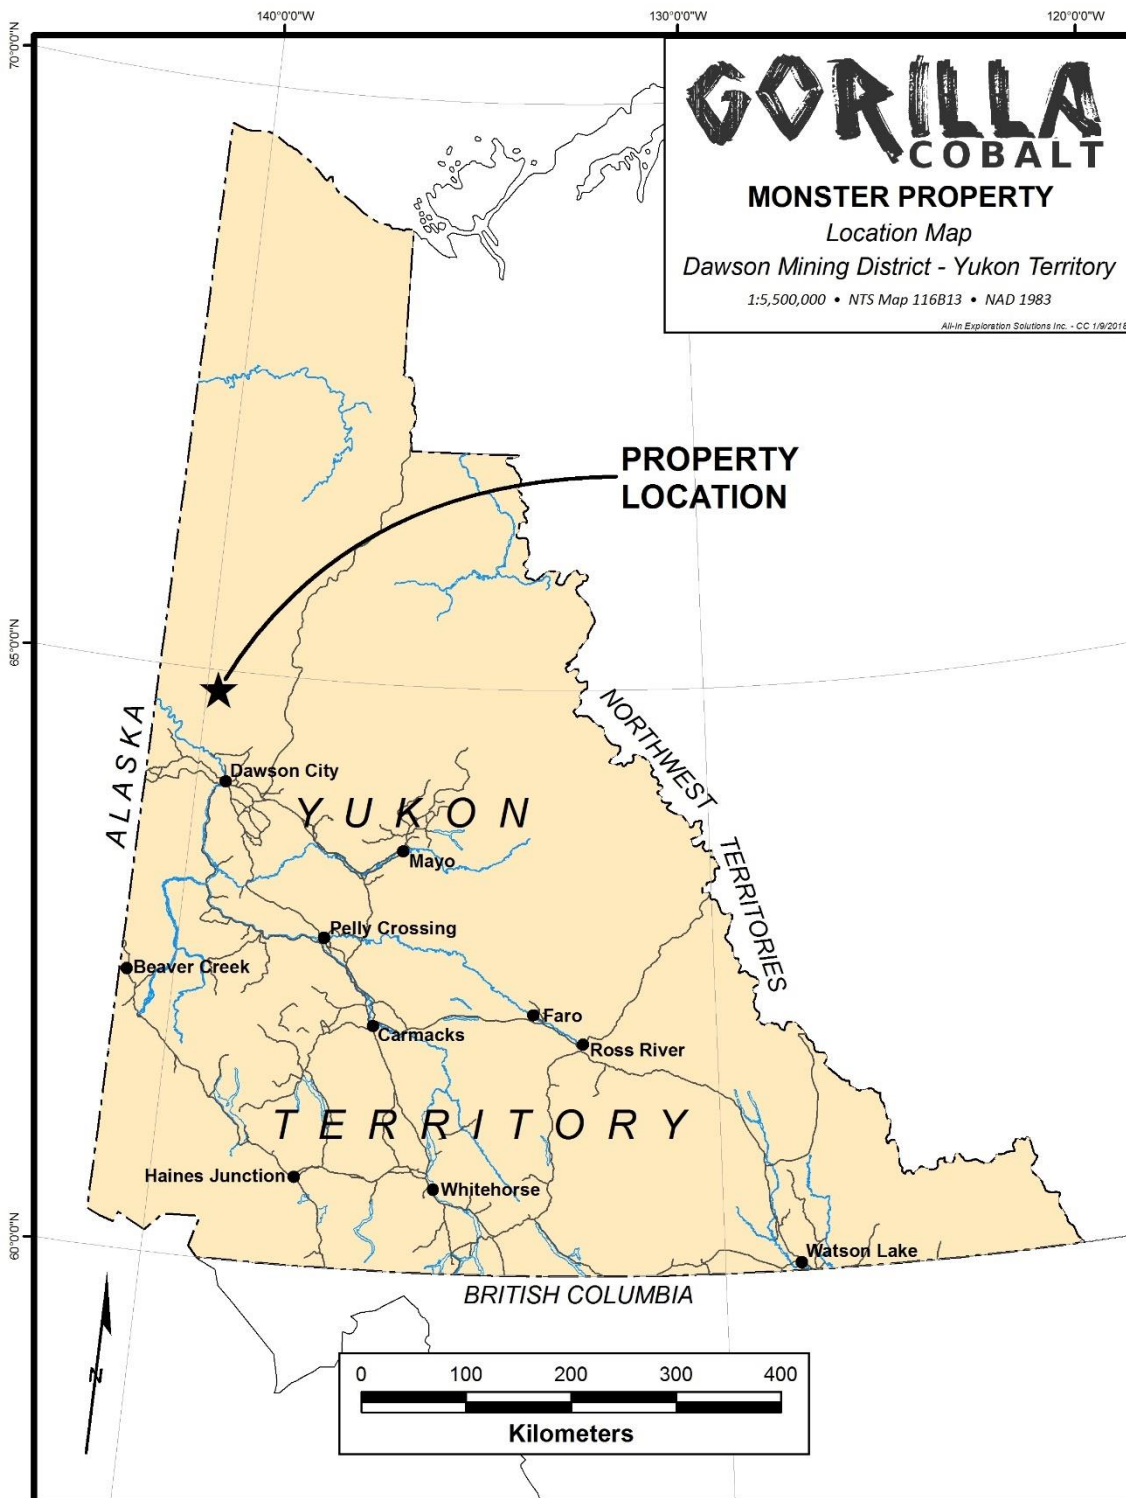 140°0'0"W
130°0'0"W
120°0'0"W
70°0'0"N
GORILLA
COBALT
MONSTER PROPERTY
Location Map
Dawson Mining District - Yukon Territory
1:5,500,000 • NTS Map 116B13 • NAD 1983
All-In Exploration Solutions Inc. - CC 1/9/2018
PROPERTY
LOCATION
65°0'0"N
ALASKA
NORTHWEST
TERRITORIES
Dawson City
YUKON
Mayo
Pelly Crossing
Beaver Creek
Faro
Carmacks
Ross River
TERRITORY
Haines Junction
Whitehorse
60°0'0"N
Watson Lake
BRITISH COLUMBIA
N
0 100 200 300 400
Kilometers